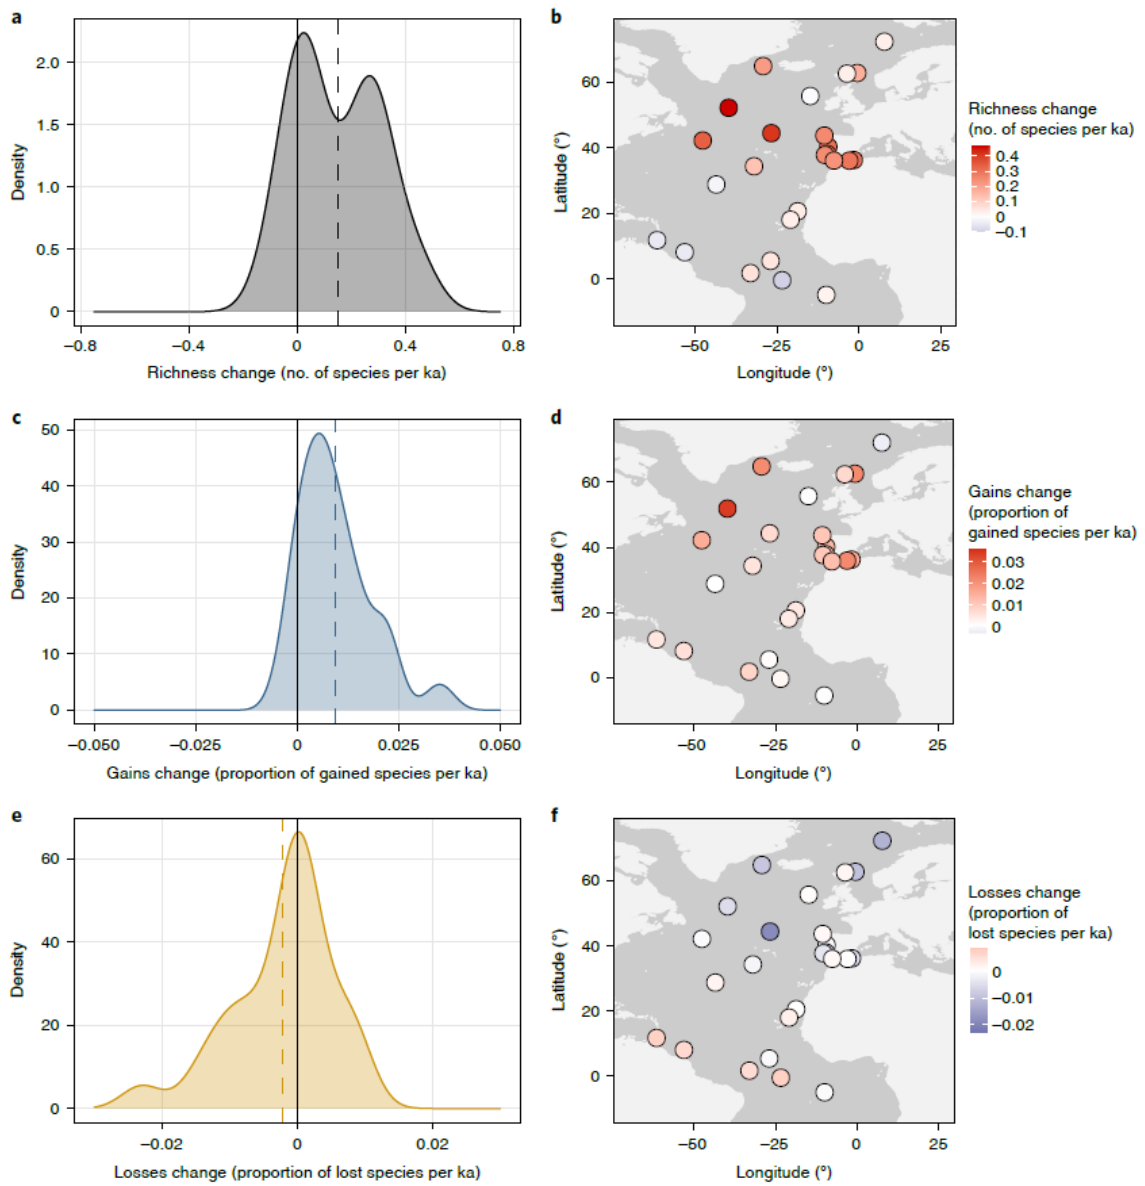 a
2.0
1.5
1.0
0.5
0
Density
−0.8 −0.4 0 0.4 0.8
Richness change (no. of species per ka)
b
60
40
20
0
Latitude (°)
−50 −25 0 25
Longitude (°)
Richness change
(no. of species per ka)
0.4
0.3
0.2
0.1
0
−0.1
c
50
40
30
20
10
0
Density
−0.050 −0.025 0 0.025 0.050
Gains change (proportion of gained species per ka)
d
60
40
20
0
Latitude (°)
−50 −25 0 25
Longitude (°)
Gains change
(proportion of
gained species per ka)
0.03
0.02
0.01
0
e
60
40
20
0
Density
−0.02 0 0.02
Losses change (proportion of lost species per ka)
f
60
40
20
0
Latitude (°)
−50 −25 0 25
Longitude (°)
Losses change
(proportion of
lost species per ka)
0
−0.01
−0.02